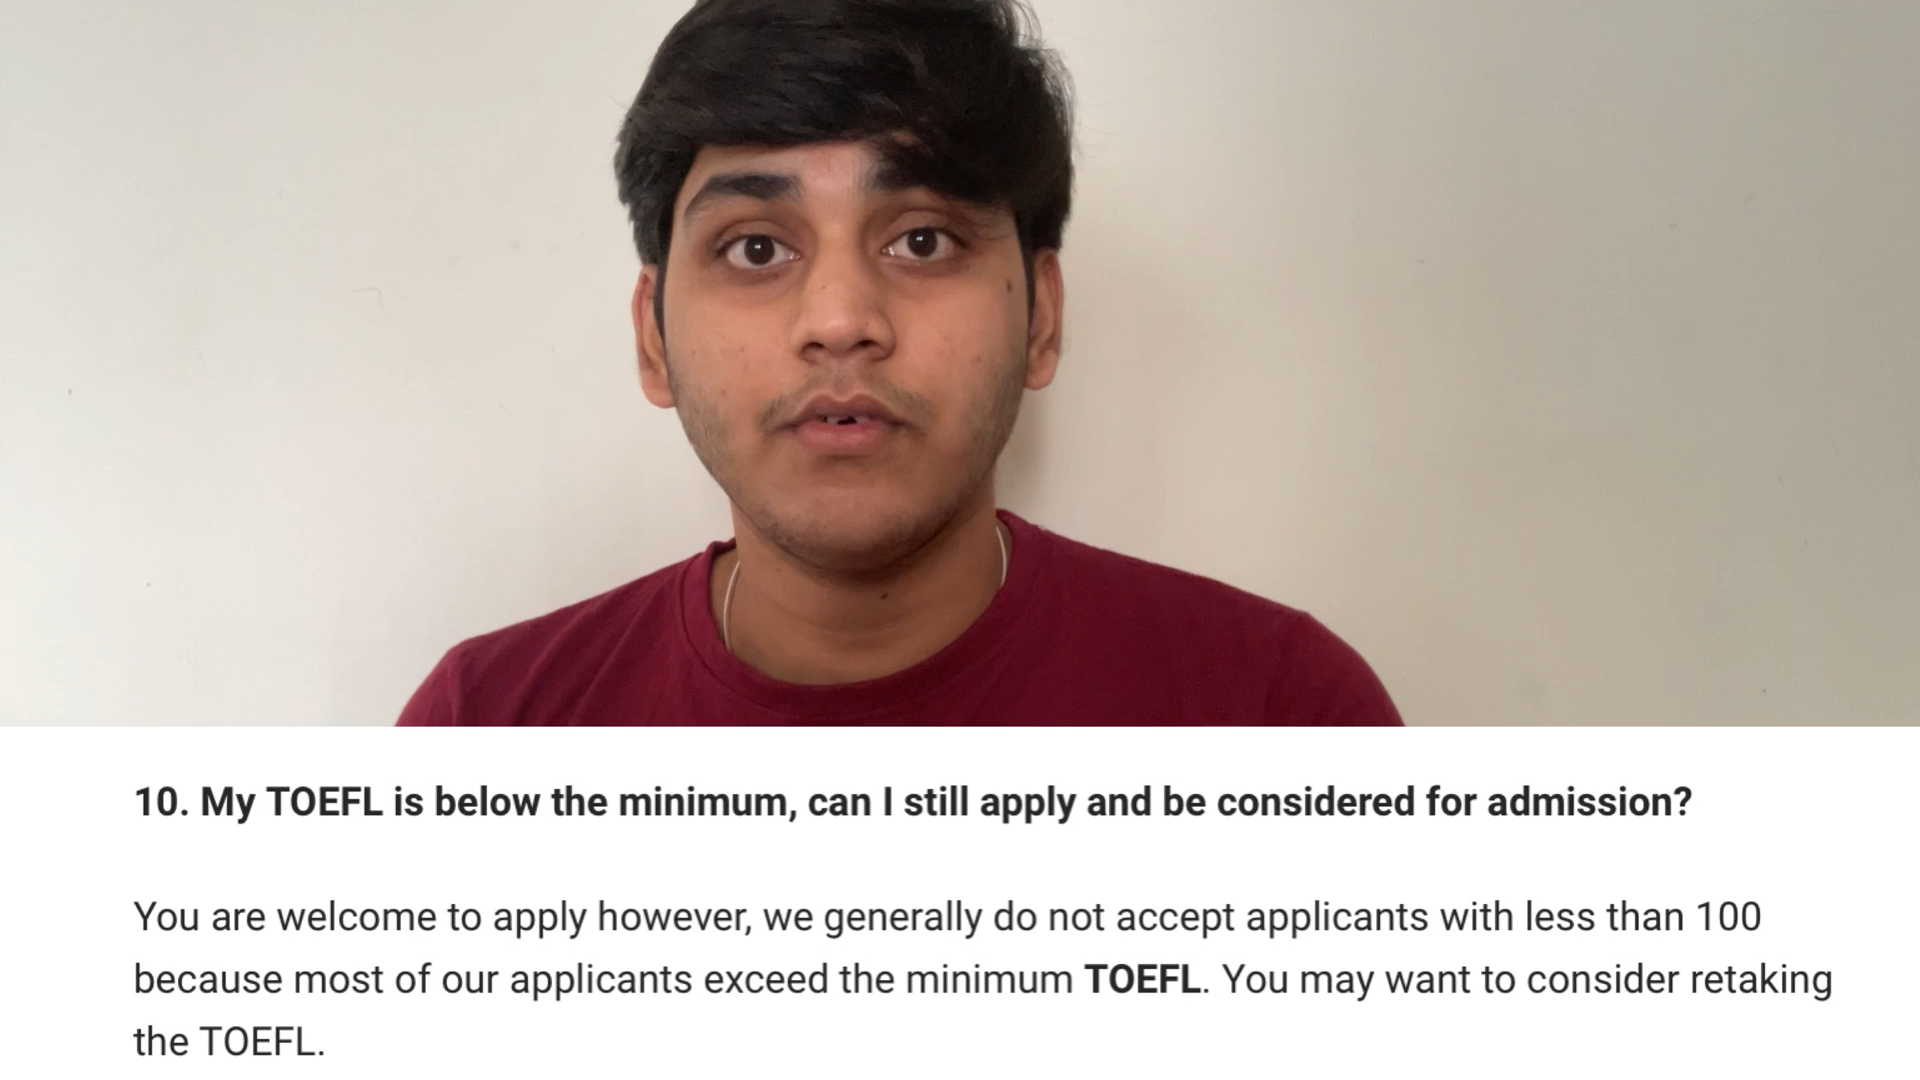 10. My TOEFL is below the minimum, can I still apply and be considered for admission?
You are welcome to apply however, we generally do not accept applicants with less than 100
because most of our applicants exceed the minimum TOEFL. You may want to consider retaking
the TOEFL.